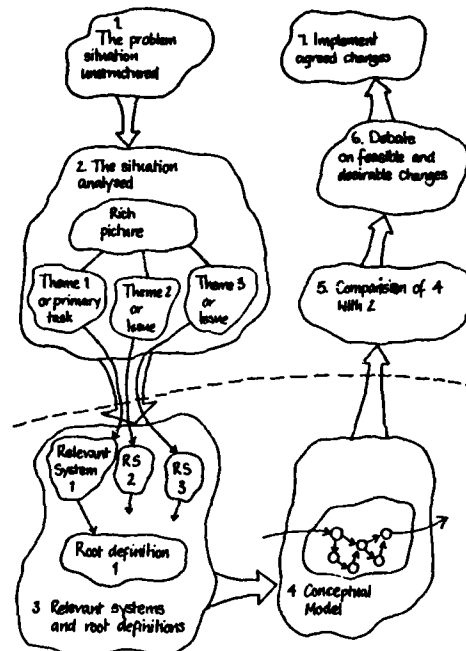 1.
The problem
situation
unstructured
2 The situation
analysed
Rich
picture
Theme 1
or primary
task
Theme 2
or
Issue
Theme 3
or
Issue
Relevant
System
1
RS
2
RS
3
Root definition
1
3 Relevant systems
and root definitions
4 Conceptual
Model
5. Comparision of 4
with 2
6. Debate
on feasible and
desirable changes
7. Implement
agreed changes